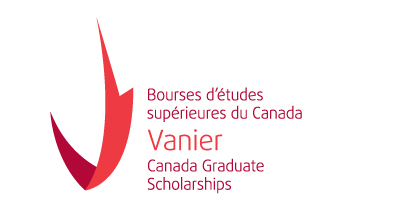 Bourses d'études
supérieures du Canada
Vanier
Canada Graduate
Scholarships